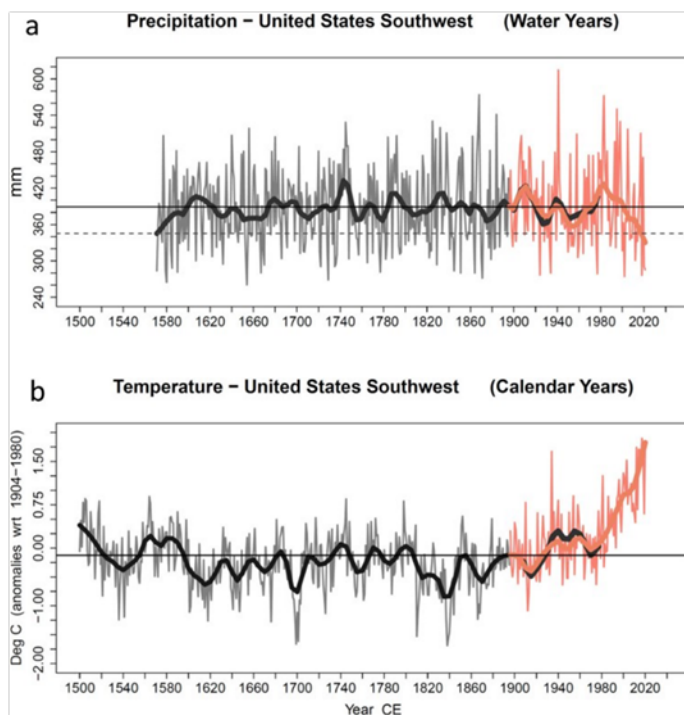 a
Precipitation – United States Southwest (Water Years)
mm
600
540
480
420
360
300
240
1500 1540 1580 1620 1660 1700 1740 1780 1820 1860 1900 1940 1980 2020
b
Temperature – United States Southwest (Calendar Years)
Deg C (anomalies wrt 1904–1980)
1.50
0.75
0.00
−1.00
−2.00
1500 1540 1580 1620 1660 1700 1740 1780 1820 1860 1900 1940 1980 2020
Year CE